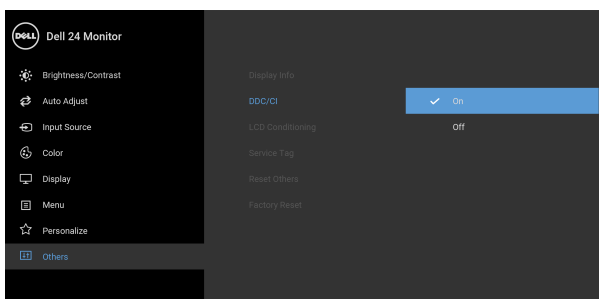 DELL
Dell 24 Monitor
Brightness/Contrast
Auto Adjust
Input Source
Color
Display
Menu
Personalize
Others
Display Info
DDC/CI
LCD Conditioning
Service Tag
Reset Others
Factory Reset
On
Off